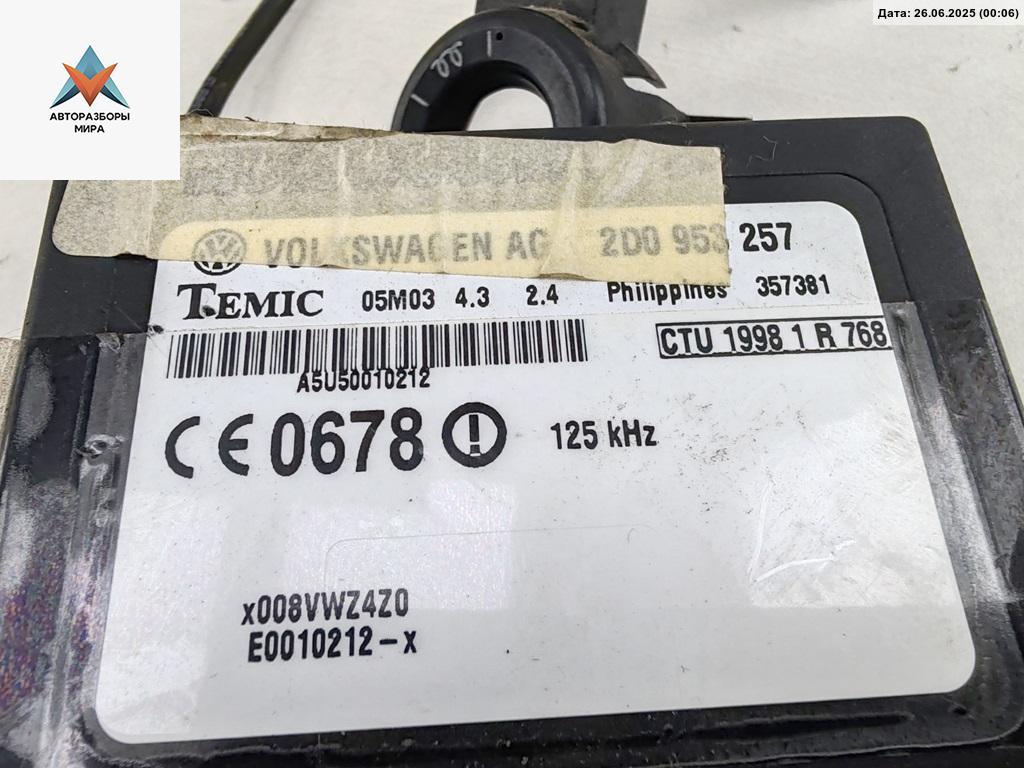 Дата: 26.06.2025 (00:06)
АВТОРАЗБОРЫ
МИРА
VOLKSWAGEN AG 2D0 953 257
TEMIC 05M03 4.3 2.4 Philippines 357381
CTU 1998 1 R 768
A5U50010212
CE 0678 125 kHz
x008VWZ4Z0
E0010212-x